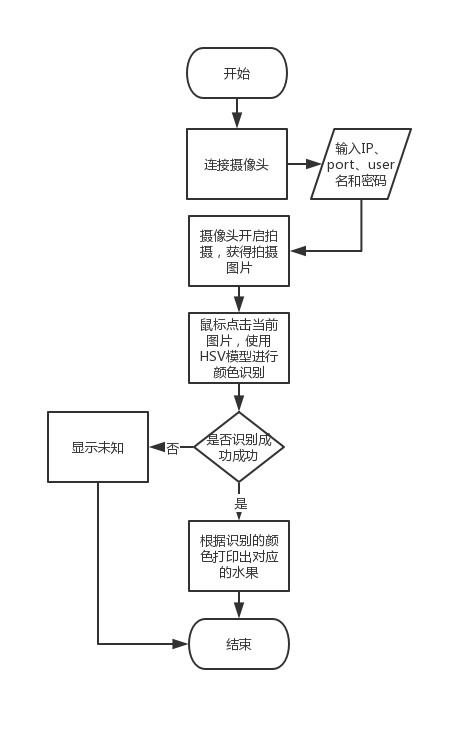 开始
连接摄像头
输入IP、
port、user
名和密码
摄像头开启拍
摄，获得拍摄
图片
鼠标点击当前
图片，使用
HSV模型进行
颜色识别
是否识别成
功成功
否
显示未知
是
根据识别的颜
色打印出对应
的水果
结束